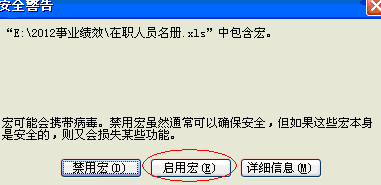 安全警告
“E:\2012事业绩效\在职人员名册.xls”中包含宏。
宏可能会携带病毒。禁用宏虽然通常可以确保安全，但如果这些宏本身
是安全的，则又会损失某些功能。
禁用宏(D) 启用宏(E) 详细信息(M)